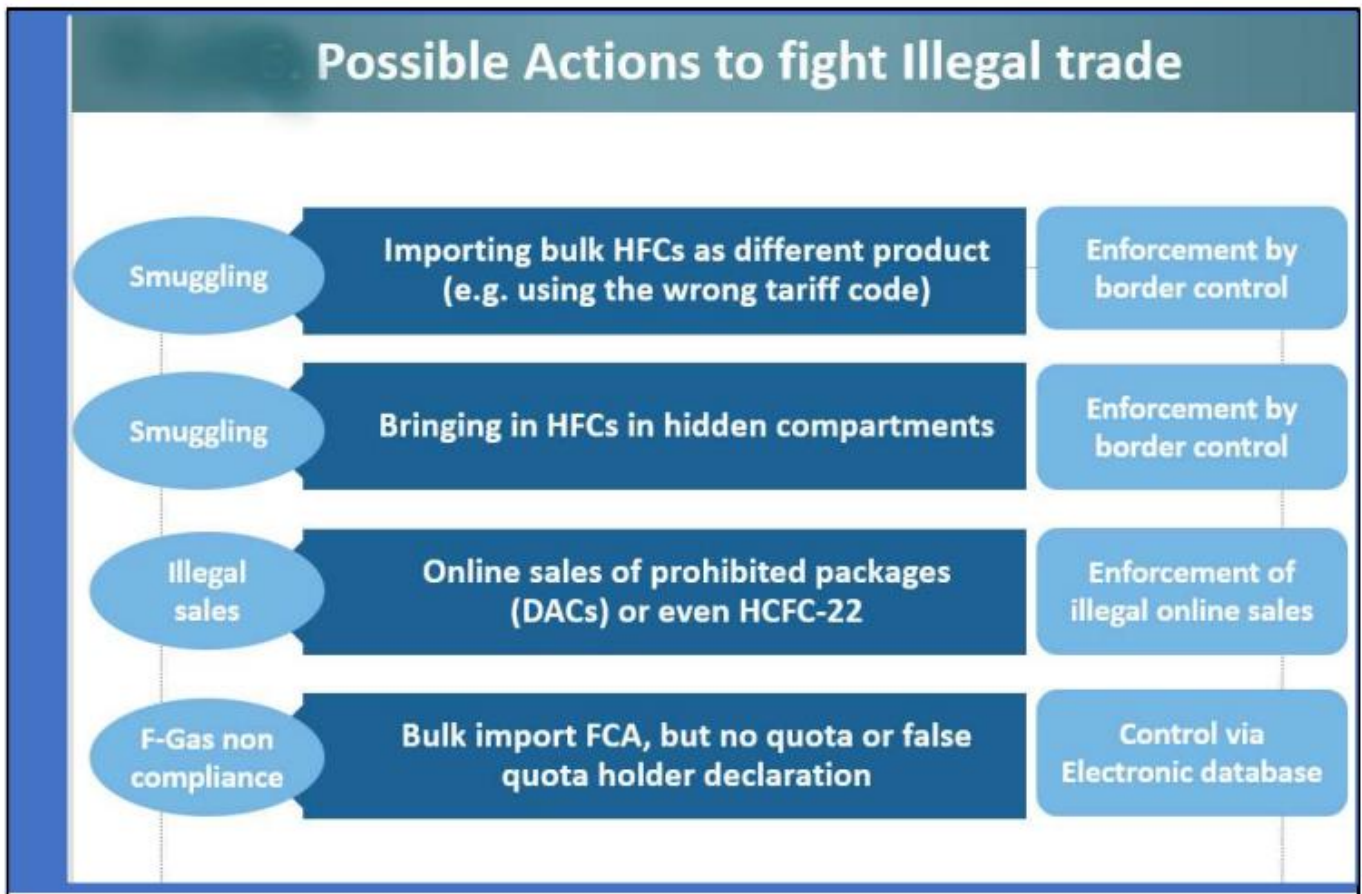 . Possible Actions to fight Illegal trade
Smuggling
Importing bulk HFCs as different product
(e.g. using the wrong tariff code)
Enforcement by
border control
Smuggling
Bringing in HFCs in hidden compartments
Enforcement by
border control
Illegal
sales
Online sales of prohibited packages
(DACs) or even HCFC-22
Enforcement of
illegal online sales
F-Gas non
compliance
Bulk import FCA, but no quota or false
quota holder declaration
Control via
Electronic database